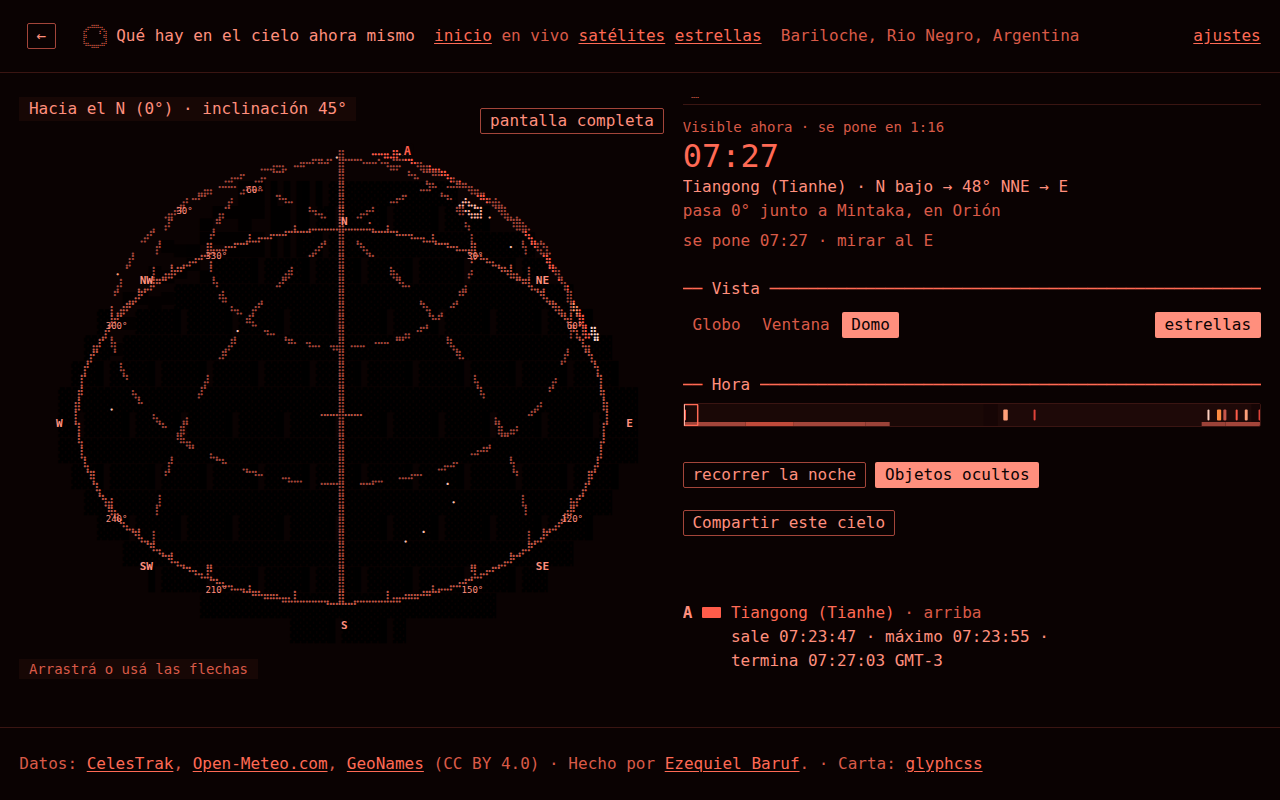 ← Qué hay en el cielo ahora mismo inicio en vivo satélites estrellas Bariloche, Rio Negro, Argentina ajustes
Hacia el N (0°) · inclinación 45°
pantalla completa
A
60°
30°
N
330°
30°
NW
NE
300°
60°
W
E
240°
120°
SW
SE
210°
150°
S
Arrastrá o usá las flechas
Visible ahora · se pone en 1:16
07:27
Tiangong (Tianhe) · N bajo → 48° NNE → E
pasa 0° junto a Mintaka, en Orión
se pone 07:27 · mirar al E
Vista
Globo Ventana Domo estrellas
Hora
recorrer la noche Objetos ocultos
Compartir este cielo
A Tiangong (Tianhe) · arriba
sale 07:23:47 · máximo 07:23:55 ·
termina 07:27:03 GMT-3
Datos: CelesTrak, Open-Meteo.com, GeoNames (CC BY 4.0) · Hecho por Ezequiel Baruf. · Carta: glyphcss